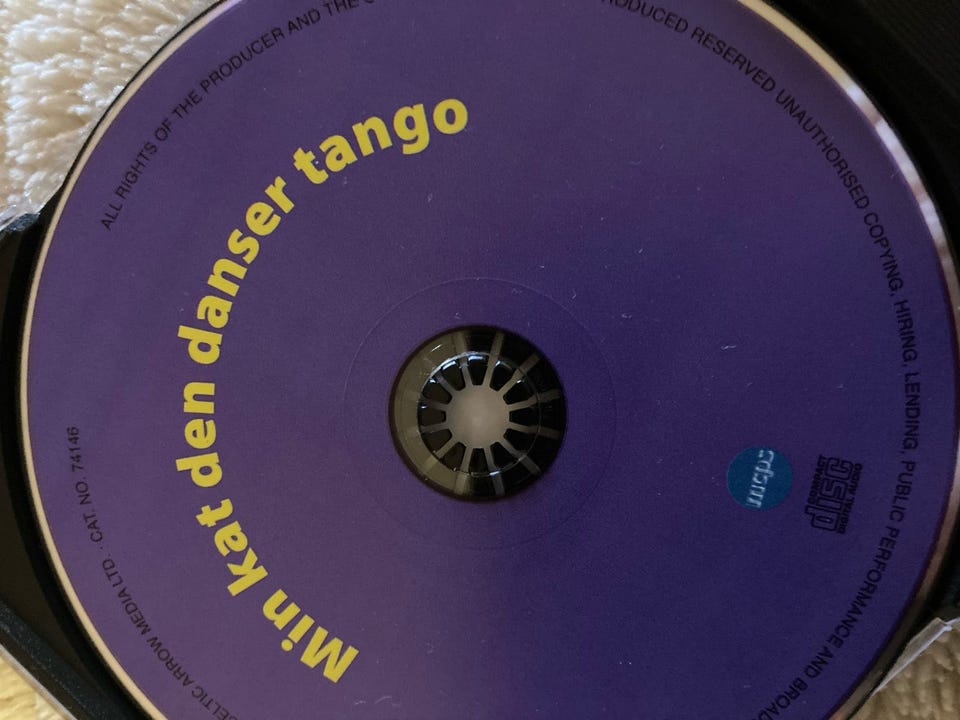 Min kat den danser tango
ALL RIGHTS OF THE PRODUCER AND THE
RODUCED RESERVED UNAUTHORISED COPYING, HIRING, LENDING, PUBLIC PERFORMANCE AND BROAD
CELTIC ARROW MEDIA LTD. · CAT. NO. 74146
mcps
COMPACT
disc
DIGITAL AUDIO